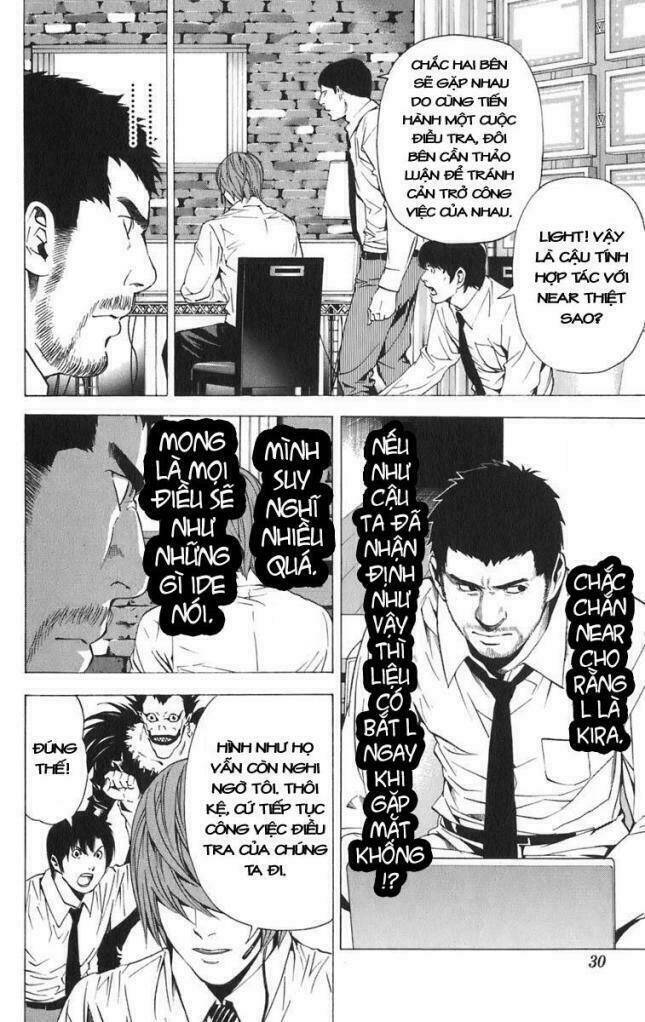 LIGHT! VẬY
LÀ CẬU TÍNH
HỢP TÁC VỚI
NEAR THIỆT
SAO?
CHẮC HAI BÊN
SẼ GẶP NHAU
DO CÙNG TIẾN
HÀNH MỘT CUỘC
ĐIỀU TRA, ĐÔI
BÊN CẦN THẢO
LUẬN ĐỂ TRÁNH
CẢN TRỞ CÔNG
VIỆC CỦA NHAU.
CHẮC
CHẮN
NEAR
CHO
RẰNG
L LÀ
KIRA,
NẾU
NHƯ
CẬU
TA ĐÃ
NHẬN
ĐỊNH
NHƯ
VẬY THÌ
LIỆU CÓ
BẮT L
NGAY
KHI
GẶP
MẶT
KHÔNG
!?
MÌNH
SUY
NGHĨ
NHIỀU
QUÁ,
MONG
LÀ MỌI
ĐIỀU SẼ
NHƯ
NHỮNG
GÌ IDE
NÓI,
HÌNH NHƯ HỌ
VẪN CÒN NGHI
NGỜ TÔI. THÔI
KỆ, CỨ TIẾP TỤC
CÔNG VIỆC ĐIỀU
TRA CỦA CHÚNG
TA ĐI.
ĐÚNG
THẾ!
30